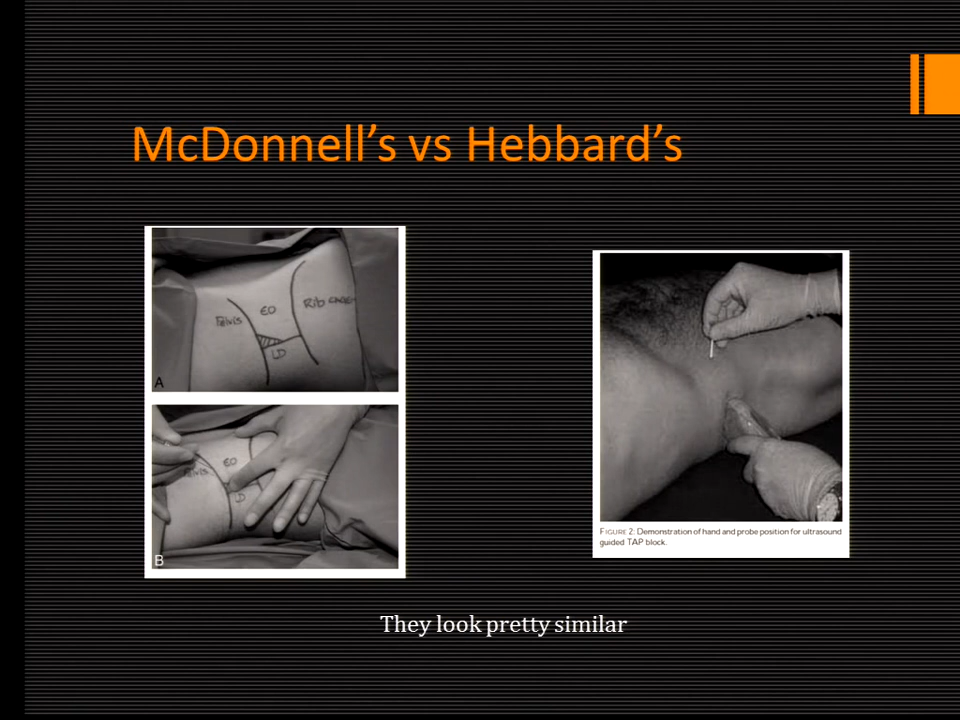 McDonnell’s vs Hebbard’s
Pelvis
EO
Rib CAGE
LD
A
Pelvis
EO
B
FIGURE 2: Demonstration of hand and probe position for ultrasound
guided TAP block.
They look pretty similar